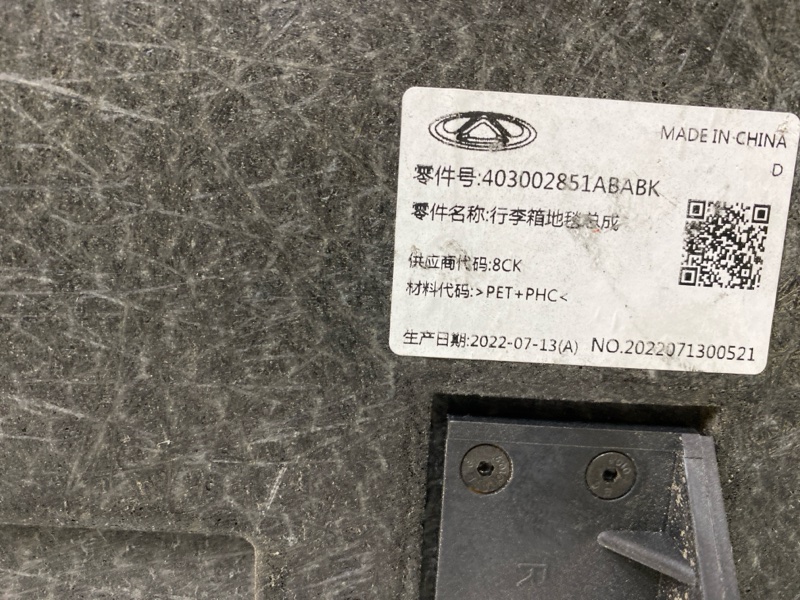 MADE IN CHINA
D
零件号:403002851ABABK
零件名称:行李箱地毯总成
供应商代码:8CK
材料代码:>PET+PHC<
生产日期:2022-07-13(A) NO.2022071300521